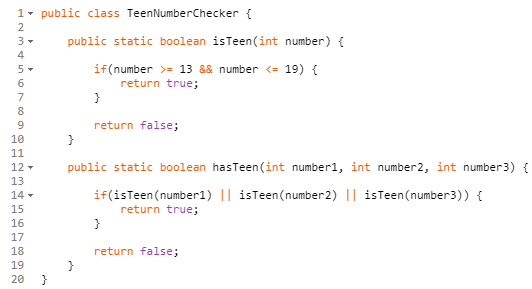 1 public class TeenNumberChecker {
2
3 public static boolean isTeen(int number) {
4
5 if(number >= 13 && number <= 19) {
6 return true;
7 }
8
9 return false;
10 }
11
12 public static boolean hasTeen(int number1, int number2, int number3) {
13
14 if(isTeen(number1) || isTeen(number2) || isTeen(number3)) {
15 return true;
16 }
17
18 return false;
19 }
20 }